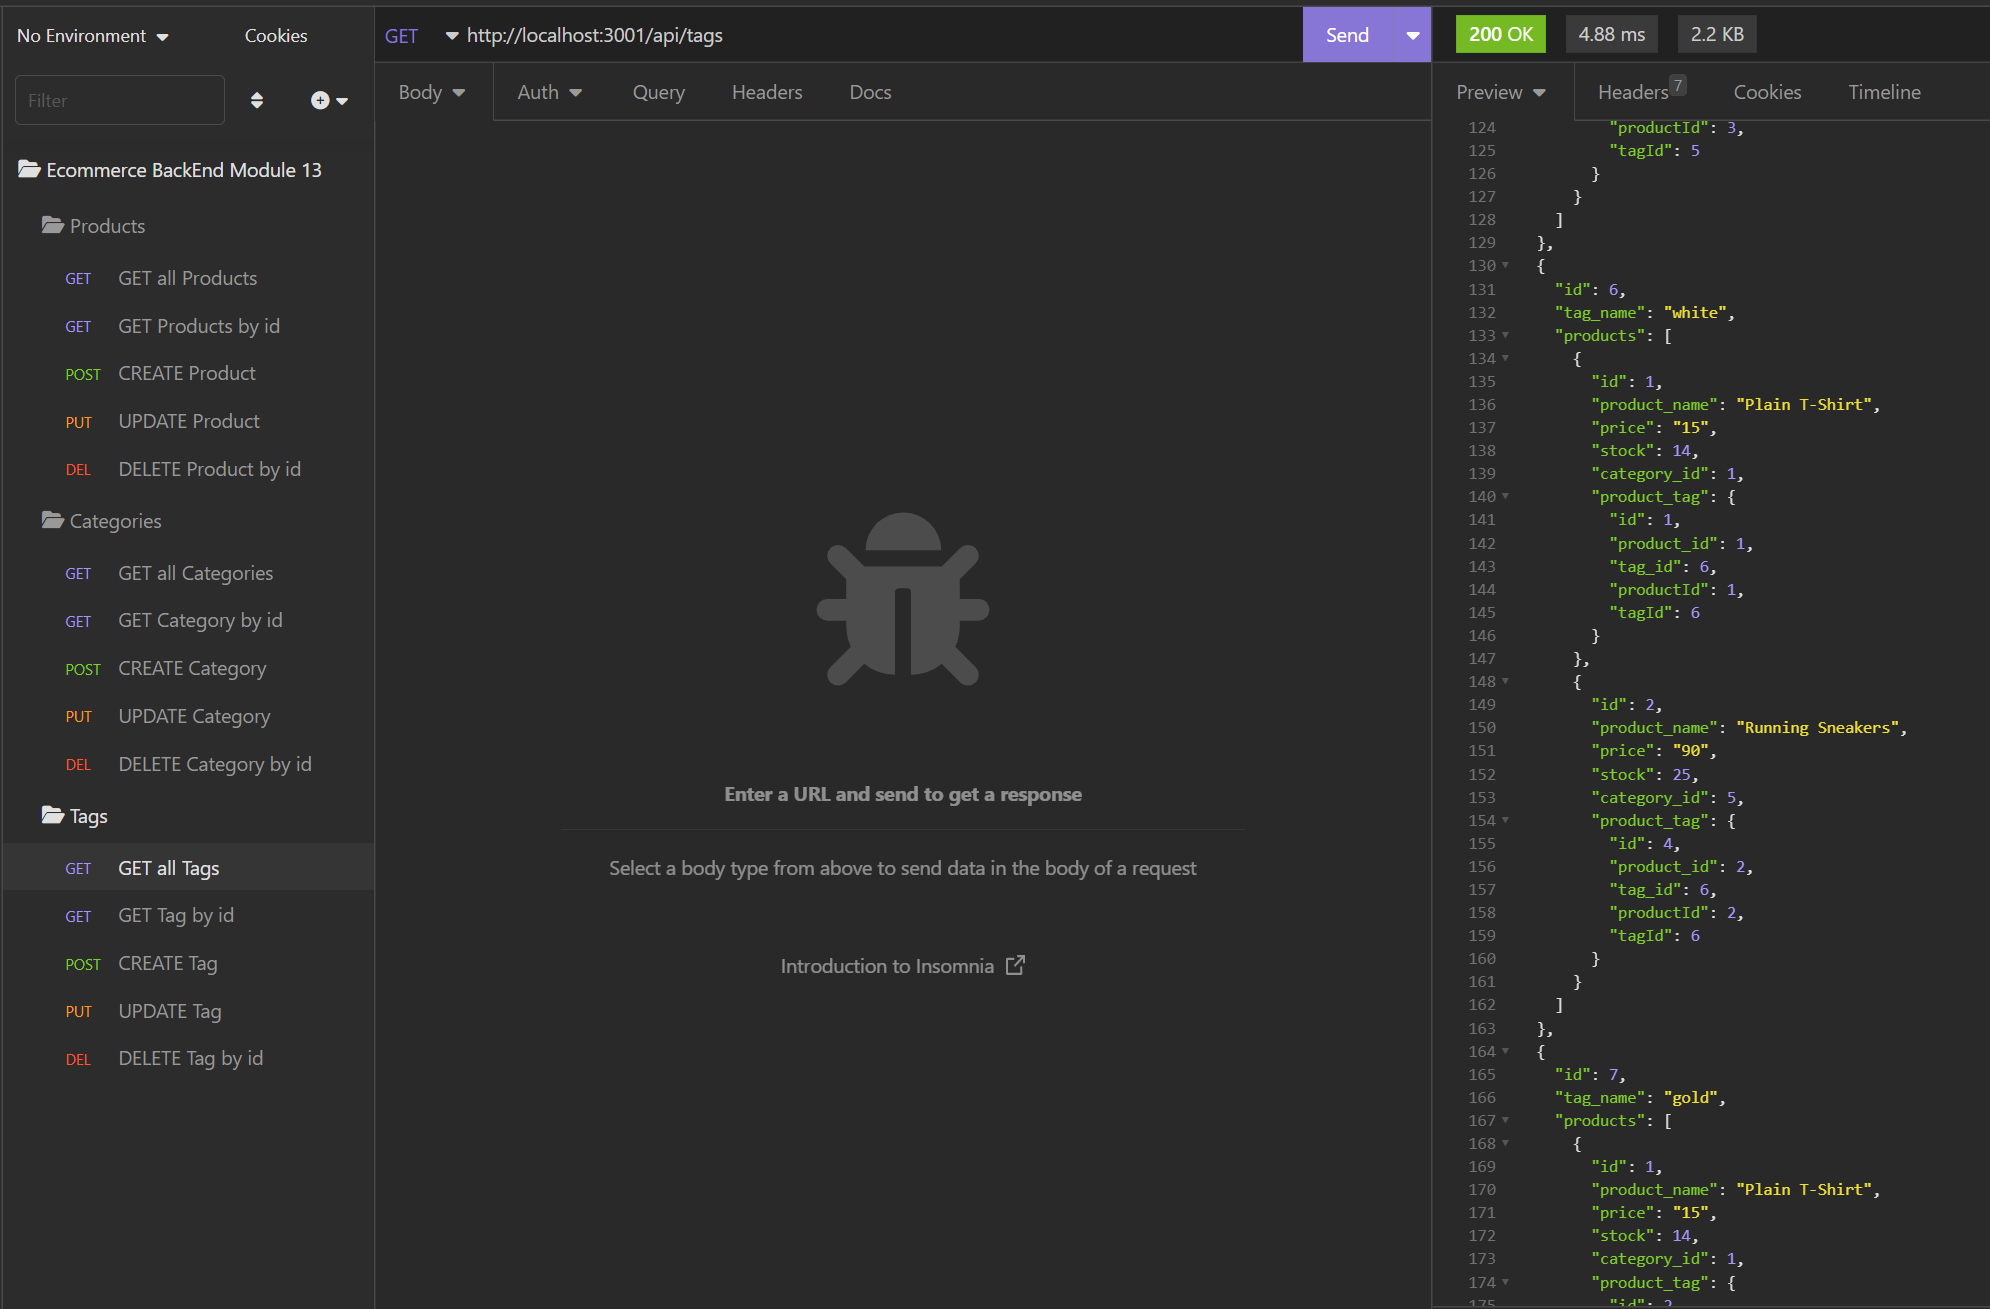 No Environment
Cookies
Filter
Ecommerce BackEnd Module 13
Products
GET GET all Products
GET GET Products by id
POST CREATE Product
PUT UPDATE Product
DEL DELETE Product by id
Categories
GET GET all Categories
GET GET Category by id
POST CREATE Category
PUT UPDATE Category
DEL DELETE Category by id
Tags
GET GET all Tags
GET GET Tag by id
POST CREATE Tag
PUT UPDATE Tag
DEL DELETE Tag by id
GET http://localhost:3001/api/tags Send
Body Auth Query Headers Docs
Enter a URL and send to get a response
Select a body type from above to send data in the body of a request
Introduction to Insomnia
200 OK 4.88 ms 2.2 KB
Preview Headers 7 Cookies Timeline
124 "productId": 3,
125 "tagId": 5
126 }
127 }
128 ]
129 },
130 {
131 "id": 6,
132 "tag_name": "white",
133 "products": [
134 {
135 "id": 1,
136 "product_name": "Plain T-Shirt",
137 "price": "15",
138 "stock": 14,
139 "category_id": 1,
140 "product_tag": {
141 "id": 1,
142 "product_id": 1,
143 "tag_id": 6,
144 "productId": 1,
145 "tagId": 6
146 }
147 },
148 {
149 "id": 2,
150 "product_name": "Running Sneakers",
151 "price": "90",
152 "stock": 25,
153 "category_id": 5,
154 "product_tag": {
155 "id": 4,
156 "product_id": 2,
157 "tag_id": 6,
158 "productId": 2,
159 "tagId": 6
160 }
161 }
162 ]
163 },
164 {
165 "id": 7,
166 "tag_name": "gold",
167 "products": [
168 {
169 "id": 1,
170 "product_name": "Plain T-Shirt",
171 "price": "15",
172 "stock": 14,
173 "category_id": 1,
174 "product_tag": {
175 "id": 2